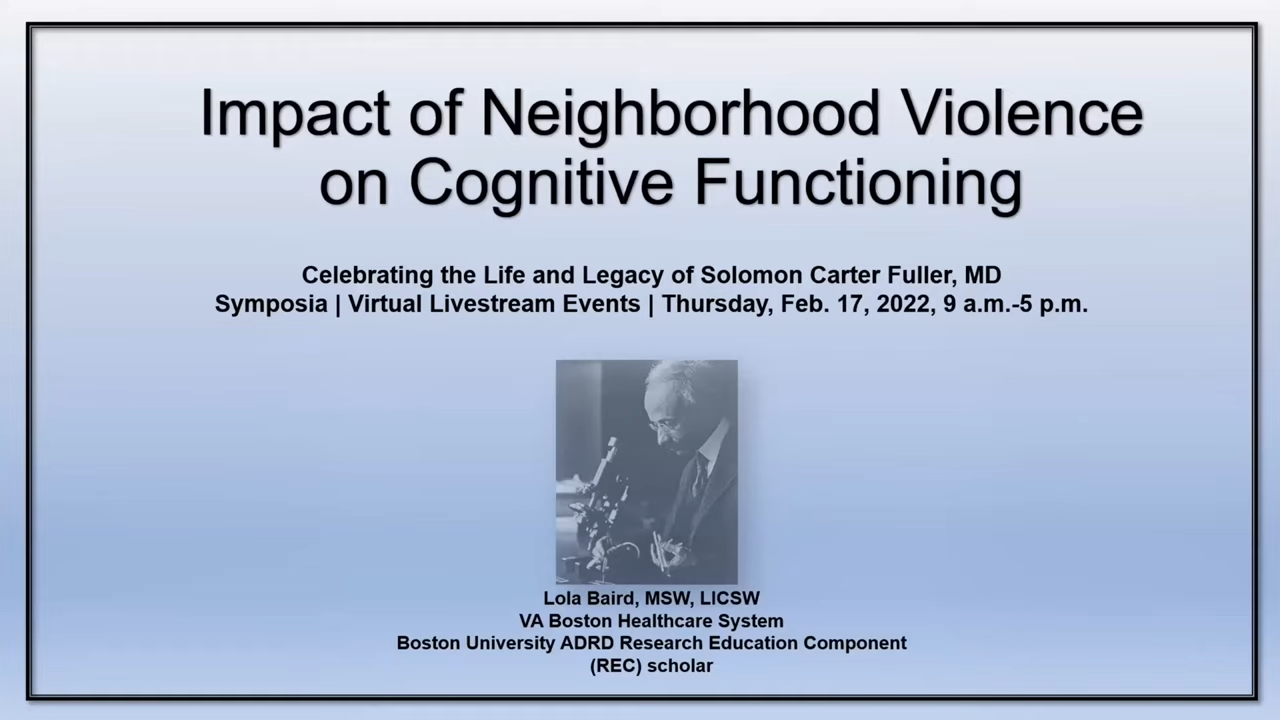 Impact of Neighborhood Violence
on Cognitive Functioning
Celebrating the Life and Legacy of Solomon Carter Fuller, MD
Symposia | Virtual Livestream Events | Thursday, Feb. 17, 2022, 9 a.m.-5 p.m.
Lola Baird, MSW, LICSW
VA Boston Healthcare System
Boston University ADRD Research Education Component
(REC) scholar